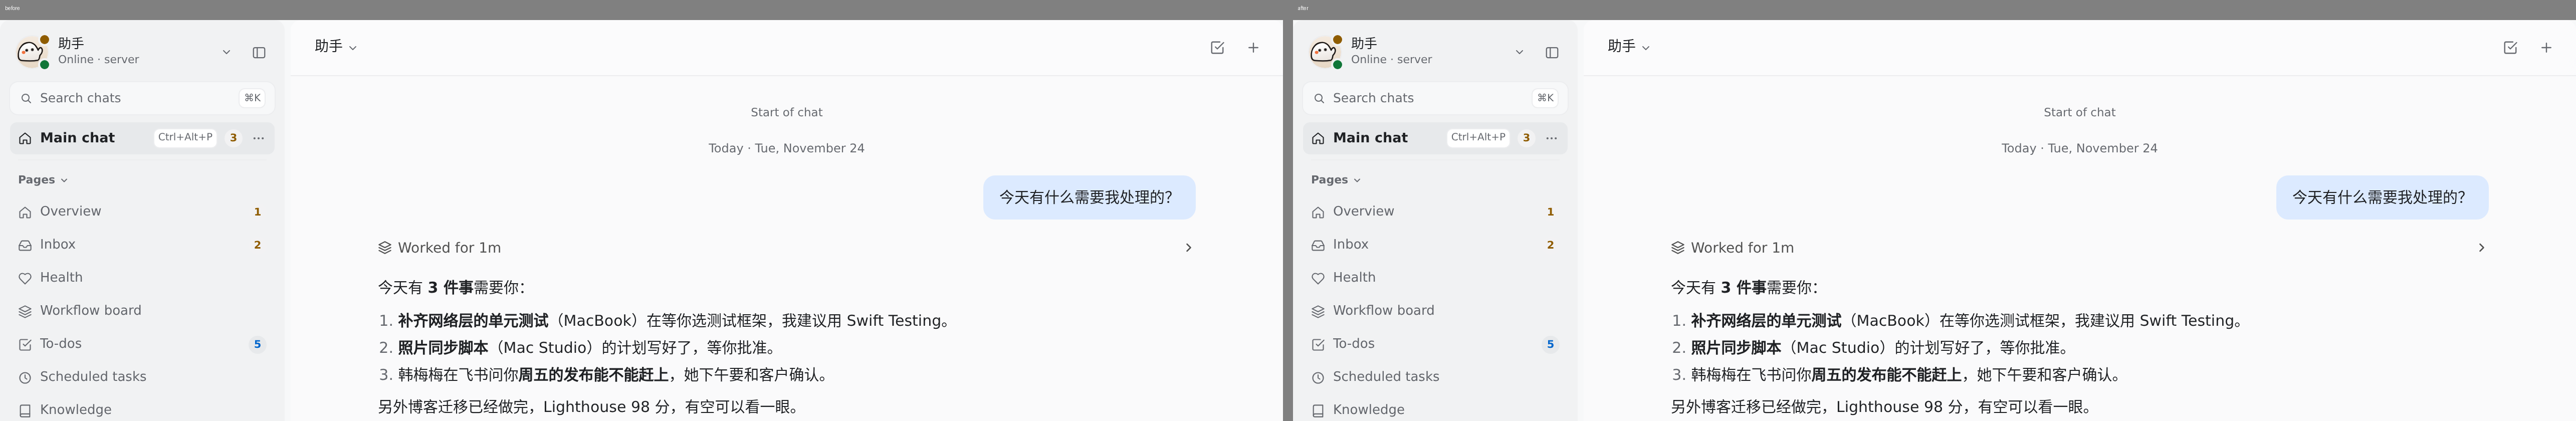 before
助手
Online · server
Search chats
⌘K
Main chat
Ctrl+Alt+P
3
Pages
Overview
1
Inbox
2
Health
Workflow board
To-dos
5
Scheduled tasks
Knowledge
助手
Start of chat
Today · Tue, November 24
今天有什么需要我处理的？
Worked for 1m
今天有 3 件事需要你：
1. 补齐网络层的单元测试（MacBook）在等你选测试框架，我建议用 Swift Testing。
2. 照片同步脚本（Mac Studio）的计划写好了，等你批准。
3. 韩梅梅在飞书问你周五的发布能不能赶上，她下午要和客户确认。
另外博客迁移已经做完，Lighthouse 98 分，有空可以看一眼。
after
助手
Online · server
Search chats
⌘K
Main chat
Ctrl+Alt+P
3
Pages
Overview
1
Inbox
2
Health
Workflow board
To-dos
5
Scheduled tasks
Knowledge
助手
Start of chat
Today · Tue, November 24
今天有什么需要我处理的？
Worked for 1m
今天有 3 件事需要你：
1. 补齐网络层的单元测试（MacBook）在等你选测试框架，我建议用 Swift Testing。
2. 照片同步脚本（Mac Studio）的计划写好了，等你批准。
3. 韩梅梅在飞书问你周五的发布能不能赶上，她下午要和客户确认。
另外博客迁移已经做完，Lighthouse 98 分，有空可以看一眼。